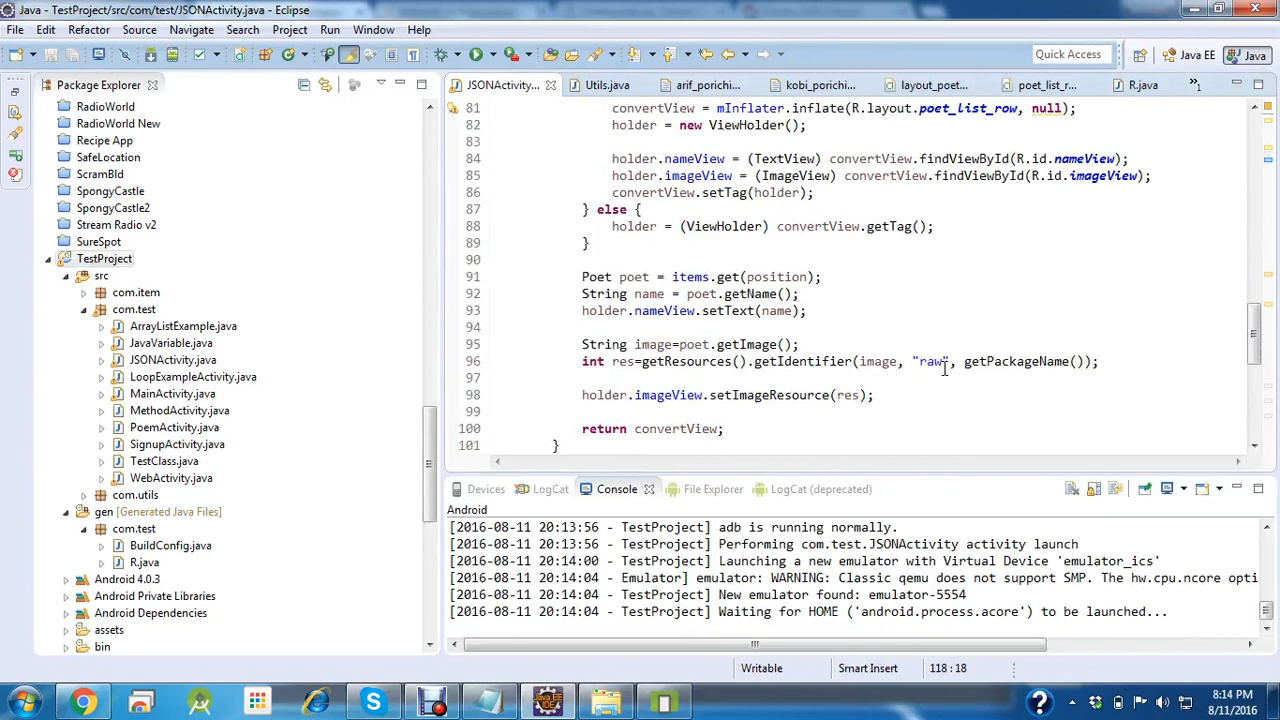 Java - TestProject/src/com/test/JSONActivity.java - Eclipse
File Edit Refactor Source Navigate Search Project Run Window Help
Quick Access Java EE Java
Package Explorer
RadioWorld
RadioWorld New
Recipe App
SafeLocation
ScramBld
SpongyCastle
SpongyCastle2
Stream Radio v2
SureSpot
TestProject
src
com.item
com.test
ArrayListExample.java
JavaVariable.java
JSONActivity.java
LoopExampleActivity.java
MainActivity.java
MethodActivity.java
PoemActivity.java
SignupActivity.java
TestClass.java
WebActivity.java
com.utils
gen [Generated Java Files]
com.test
BuildConfig.java
R.java
Android 4.0.3
Android Private Libraries
Android Dependencies
assets
bin
JSONActivity.... Utils.java arif_porichi... kobi_porichi... layout_poet... poet_list_r... R.java »1
81 convertView = mInflater.inflate(R.layout.poet_list_row, null);
82 holder = new ViewHolder();
83
84 holder.nameView = (TextView) convertView.findViewById(R.id.nameView);
85 holder.imageView = (ImageView) convertView.findViewById(R.id.imageView);
86 convertView.setTag(holder);
87 } else {
88 holder = (ViewHolder) convertView.getTag();
89 }
90
91 Poet poet = items.get(position);
92 String name = poet.getName();
93 holder.nameView.setText(name);
94
95 String image=poet.getImage();
96 int res=getResources().getIdentifier(image, "raw", getPackageName());
97
98 holder.imageView.setImageResource(res);
99
100 return convertView;
101 }
Devices LogCat Console File Explorer LogCat (deprecated)
Android
[2016-08-11 20:13:56 - TestProject] adb is running normally.
[2016-08-11 20:13:56 - TestProject] Performing com.test.JSONActivity activity launch
[2016-08-11 20:14:00 - TestProject] Launching a new emulator with Virtual Device 'emulator_ics'
[2016-08-11 20:14:04 - Emulator] emulator: WARNING: Classic qemu does not support SMP. The hw.cpu.ncore opti
[2016-08-11 20:14:04 - TestProject] New emulator found: emulator-5554
[2016-08-11 20:14:04 - TestProject] Waiting for HOME ('android.process.acore') to be launched...
Writable Smart Insert 118 : 18
8:14 PM
8/11/2016